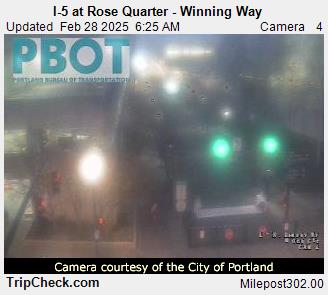 I-5 at Rose Quarter - Winning Way
Updated Feb 28 2025 6:25 AM Camera 4
PBOT
PORTLAND BUREAU OF TRANSPORTATION
Camera courtesy of the City of Portland
TripCheck.com Milepost302.00